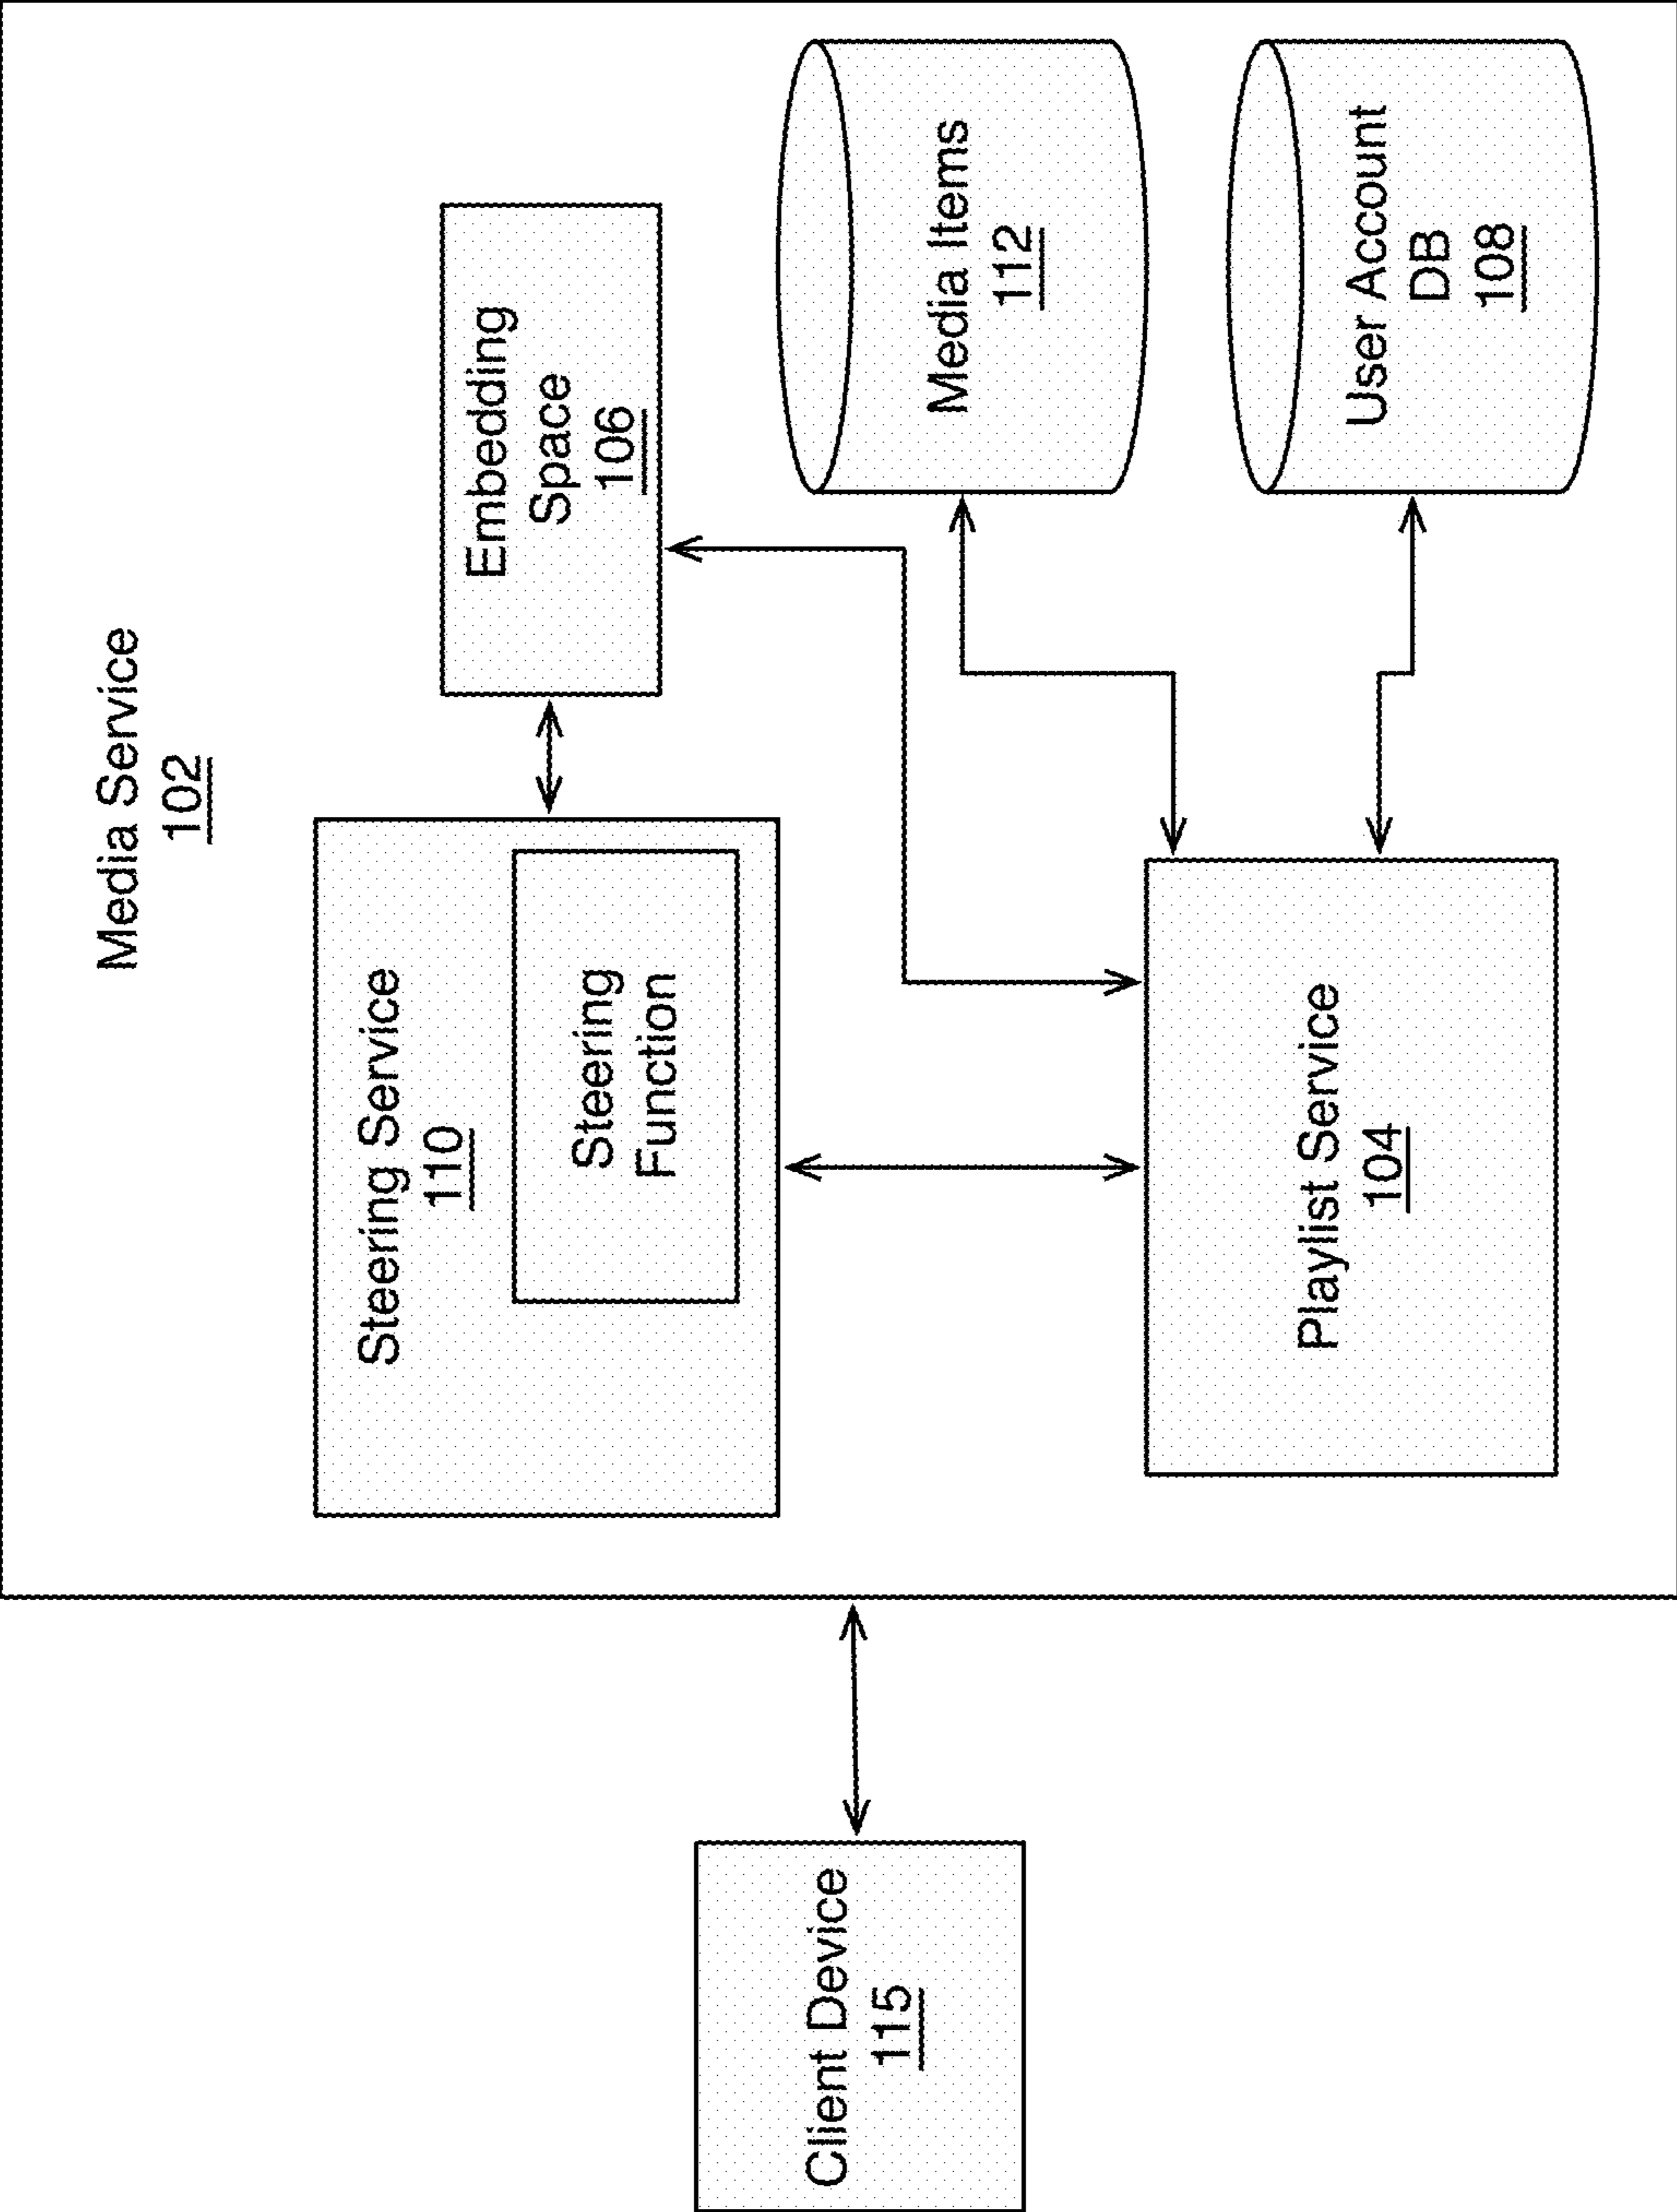 Media Service
102
Steering Service
110
Steering
Function
Embedding
Space
106
Client Device
115
Media Items
112
Playlist Service
104
User Account
DB
108